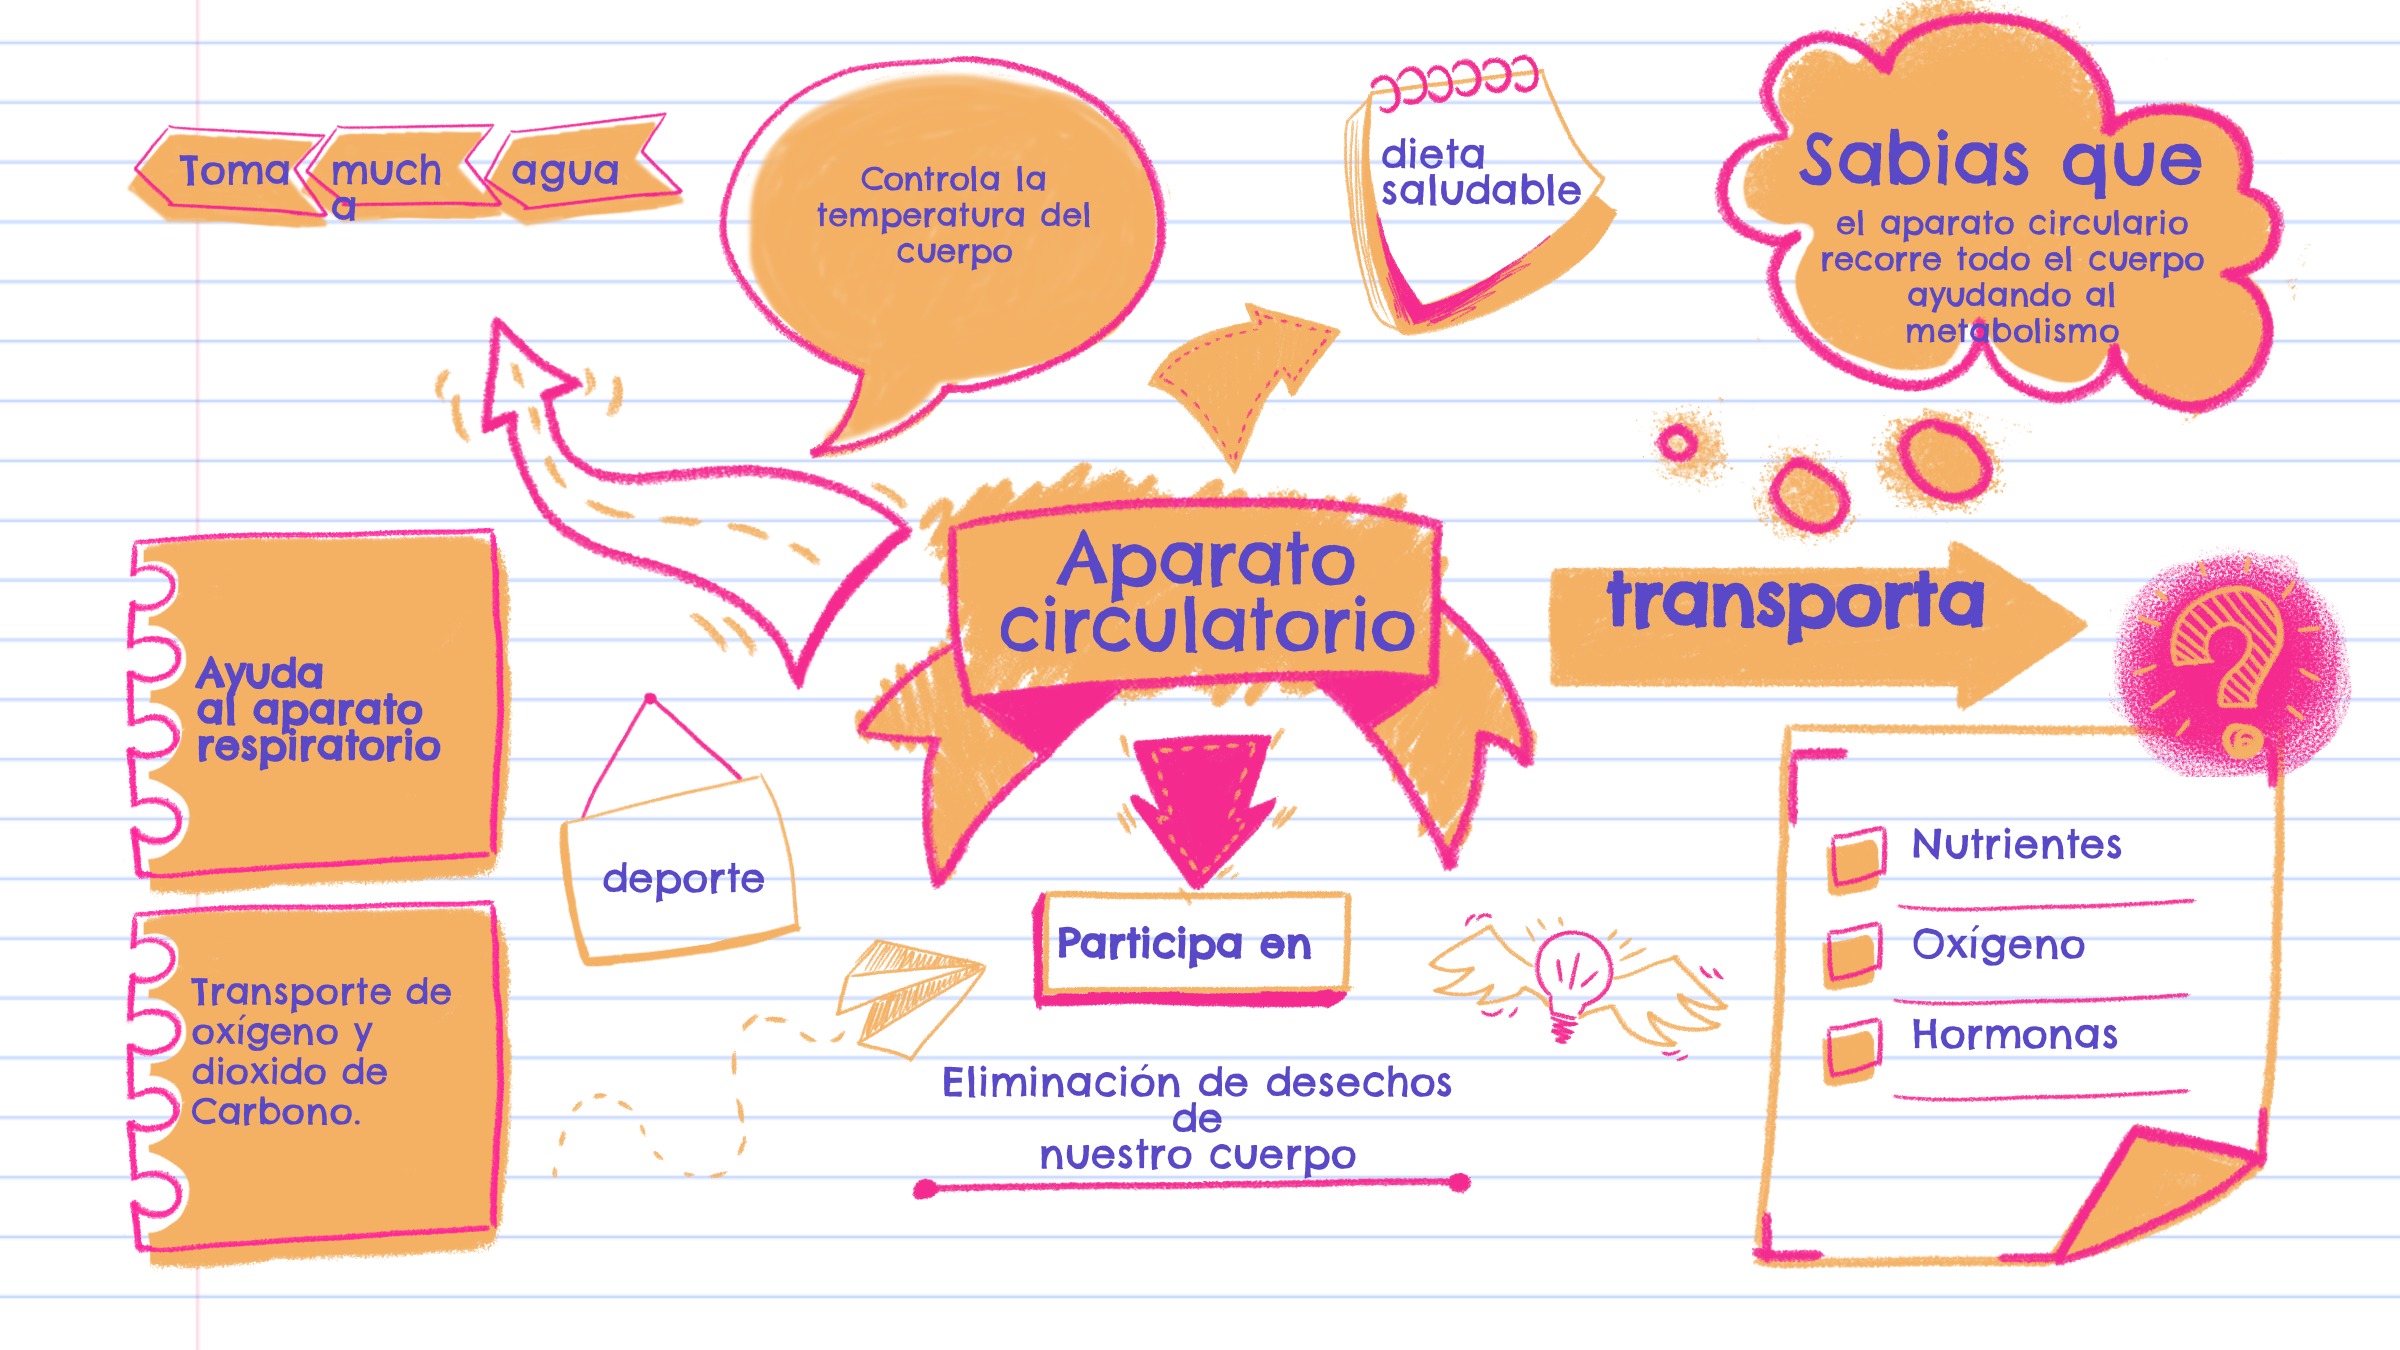 Toma
much
a
agua
Controla la
temperatura del
cuerpo
dieta
saludable
Sabias que
el aparato circulario
recorre todo el cuerpo
ayudando al
metabolismo
Aparato
circulatorio
transporta
?
Ayuda
al aparato
respiratorio
deporte
Participa en
Nutrientes
Oxígeno
Hormonas
Transporte de
oxígeno y
dioxido de
Carbono.
Eliminación de desechos
de
nuestro cuerpo